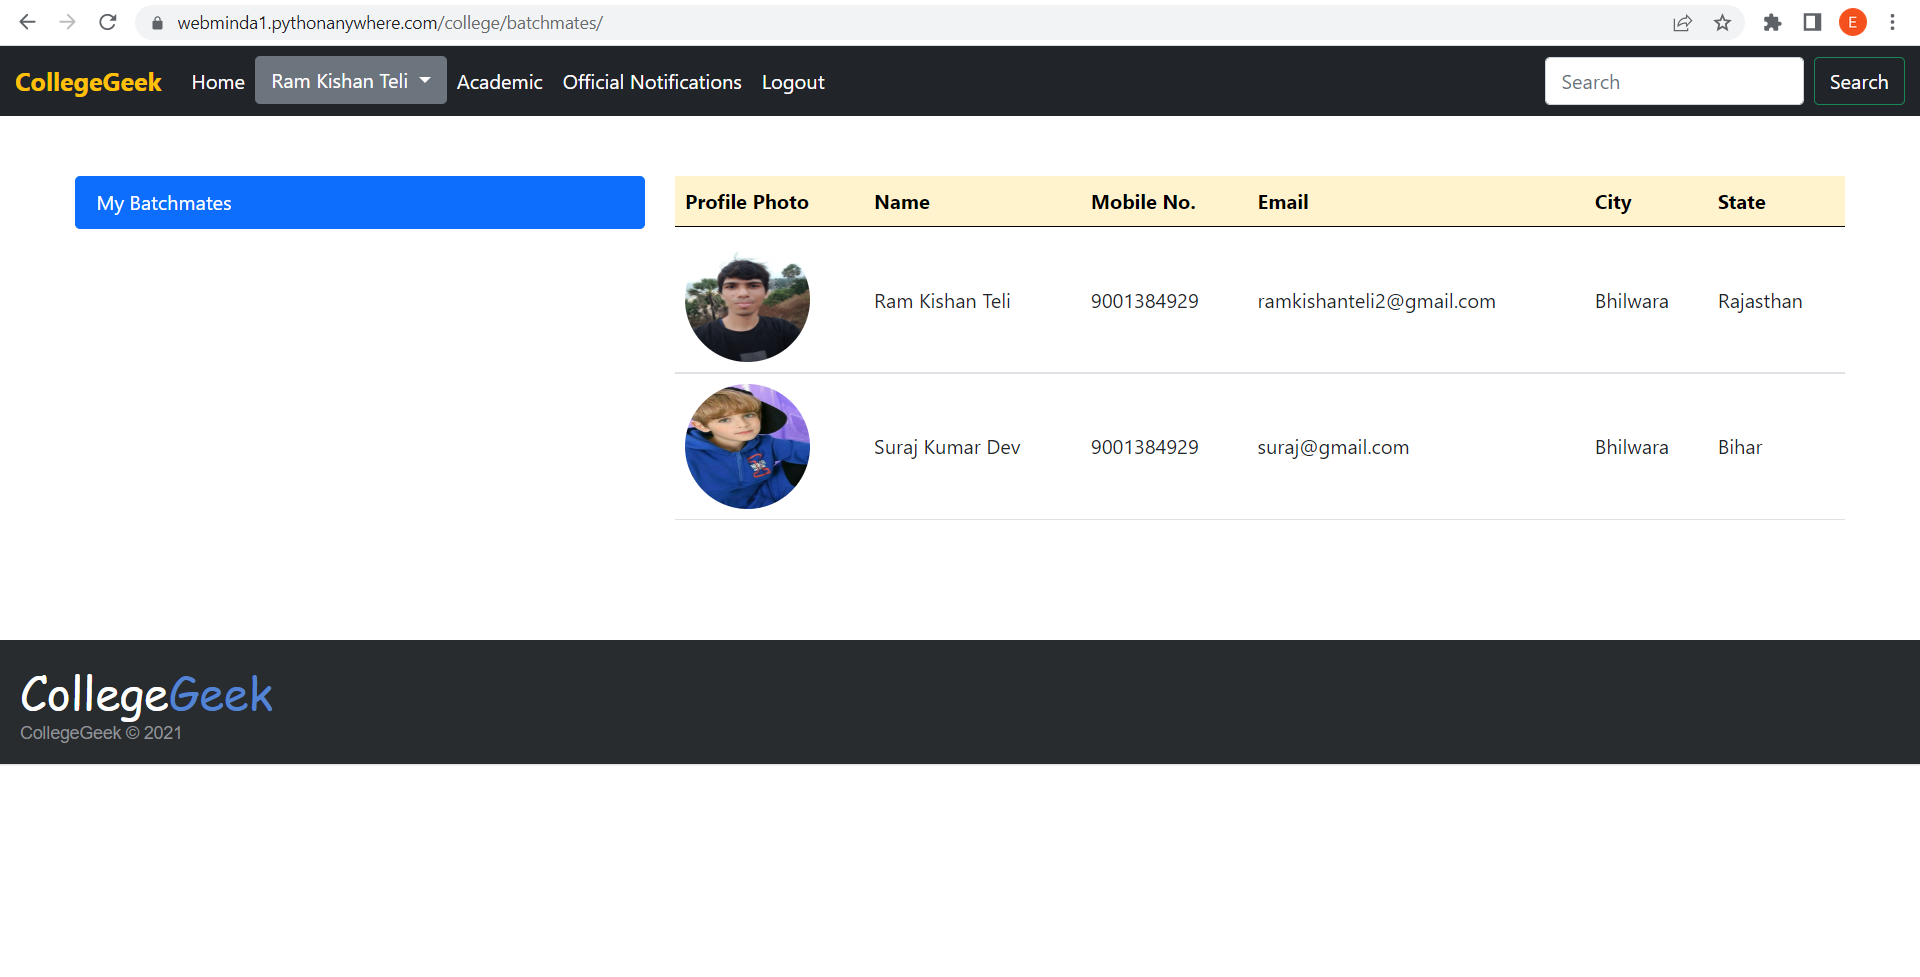 webminda1.pythonanywhere.com/college/batchmates/
E
CollegeGeek Home Ram Kishan Teli Academic Official Notifications Logout Search Search
My Batchmates
Profile Photo Name Mobile No. Email City State
Ram Kishan Teli 9001384929 ramkishanteli2@gmail.com Bhilwara Rajasthan
Suraj Kumar Dev 9001384929 suraj@gmail.com Bhilwara Bihar
CollegeGeek
CollegeGeek © 2021